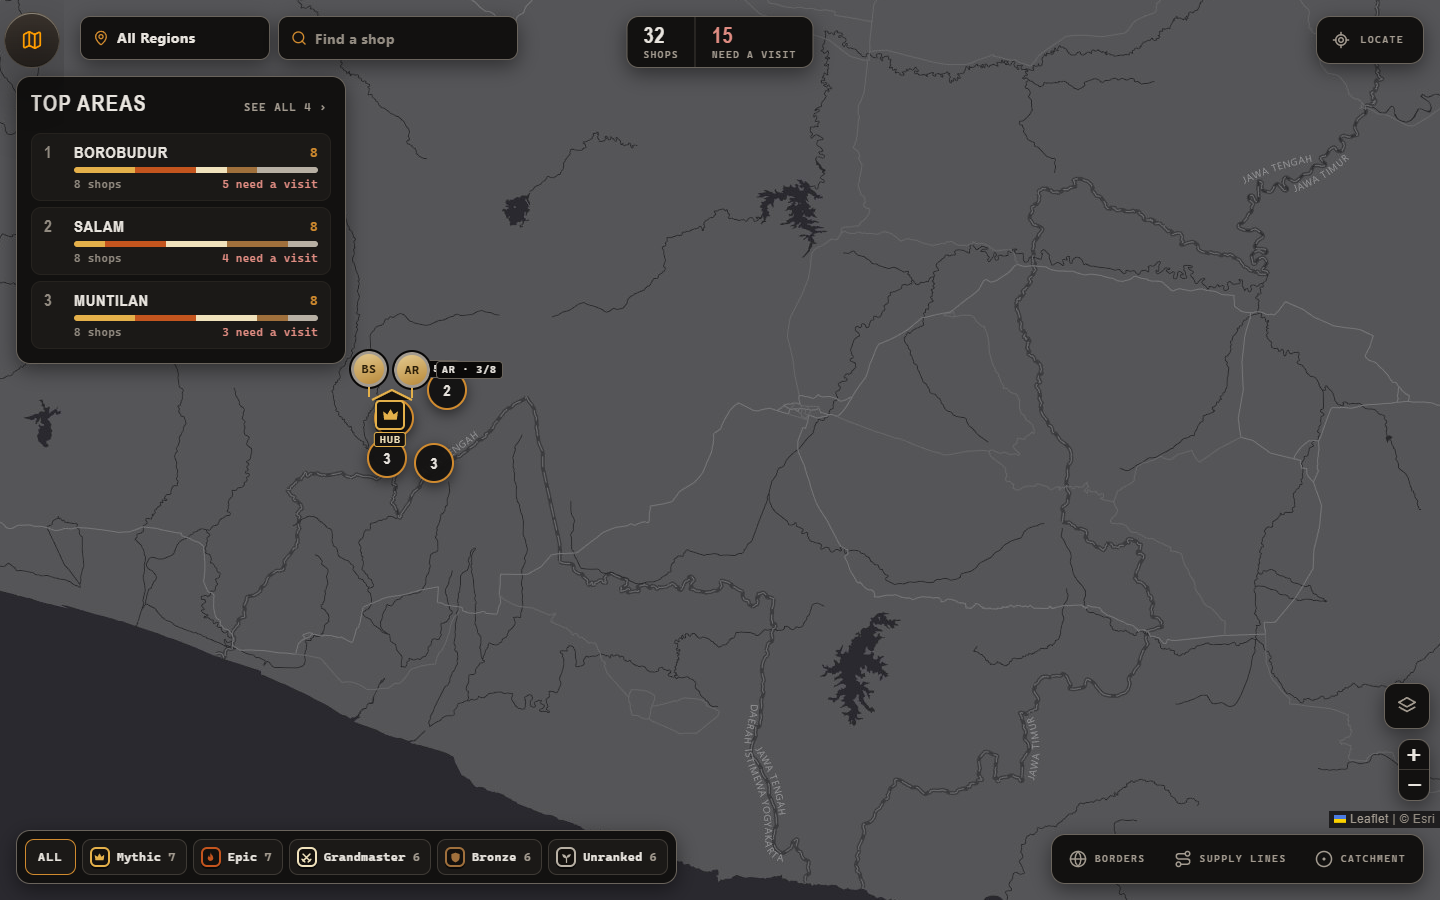 All Regions
Find a shop
32
SHOPS
15
NEED A VISIT
LOCATE
TOP AREAS
SEE ALL 4 ›
1
BOROBUDUR
8
8 shops
5 need a visit
2
SALAM
8
8 shops
4 need a visit
3
MUNTILAN
8
8 shops
3 need a visit
JAWA TENGAH
JAWA TIMUR
BS
AR
AR · 3/8
2
HUB
3
3
NGAH
DAERAH ISTIMEWA YOGYAKARTA
JAWA TENGAH
JAWA TIMUR
+
−
Leaflet | © Esri
ALL
Mythic 7
Epic 7
Grandmaster 6
Bronze 6
Unranked 6
BORDERS
SUPPLY LINES
CATCHMENT